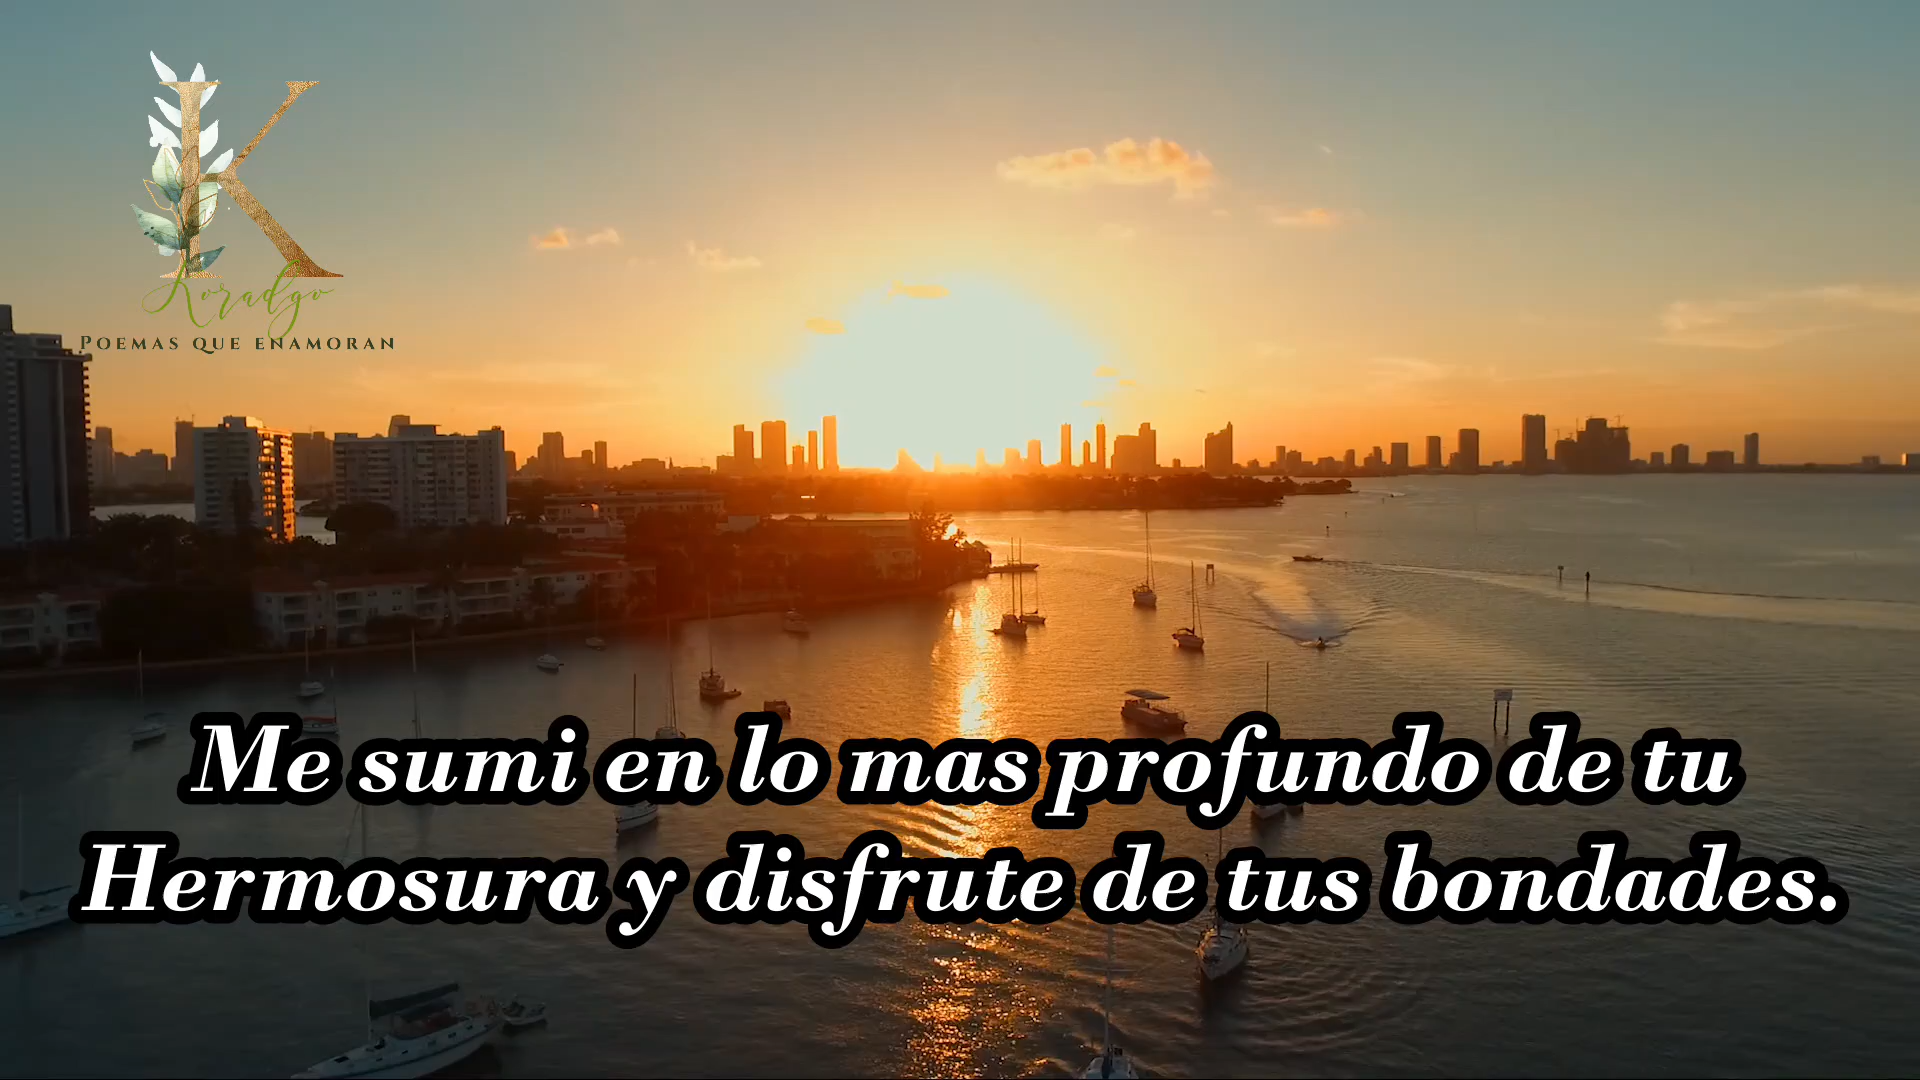 K
Koradgo
POEMAS QUE ENAMORAN
Me sumi en lo mas profundo de tu
Hermosura y disfrute de tus bondades.